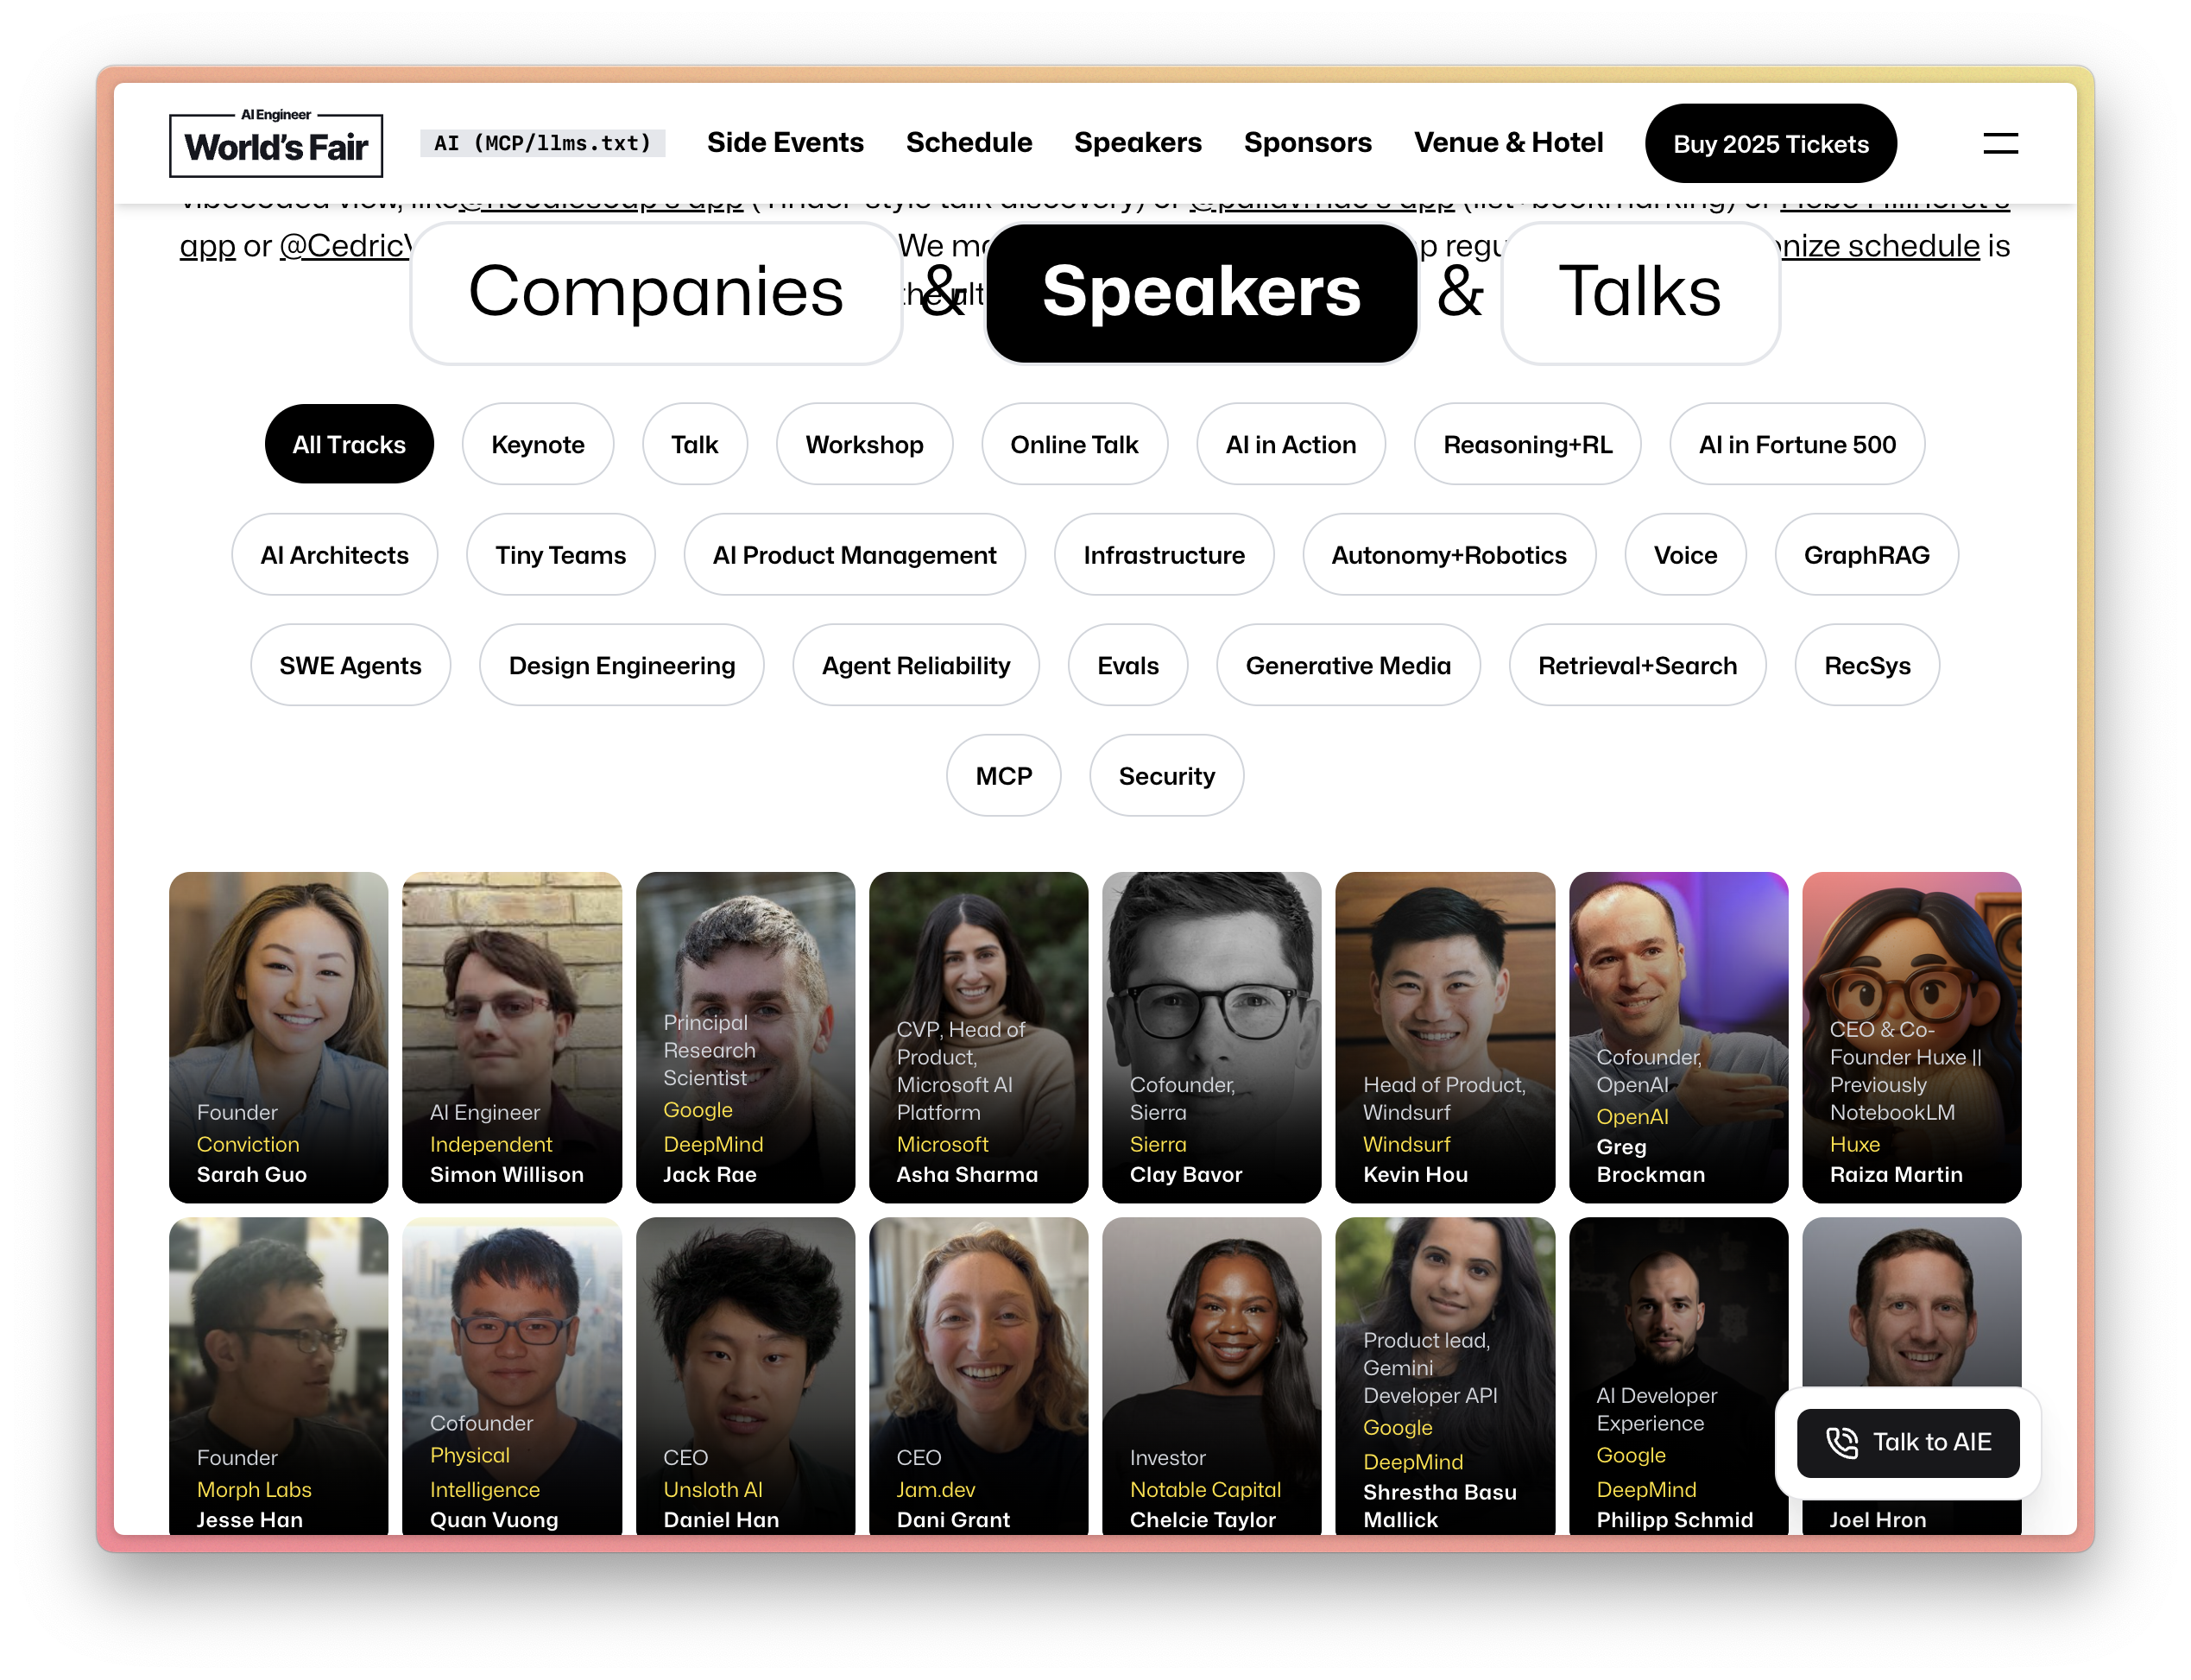 AI Engineer
World's Fair
AI (MCP/llms.txt)
Side Events
Schedule
Speakers
Sponsors
Venue & Hotel
Buy 2025 Tickets
app or @Cedric
We
regu
onize schedule is
Companies & Speakers & Talks
All Tracks
Keynote
Talk
Workshop
Online Talk
AI in Action
Reasoning+RL
AI in Fortune 500
AI Architects
Tiny Teams
AI Product Management
Infrastructure
Autonomy+Robotics
Voice
GraphRAG
SWE Agents
Design Engineering
Agent Reliability
Evals
Generative Media
Retrieval+Search
RecSys
MCP
Security
Founder
Conviction
Sarah Guo
AI Engineer
Independent
Simon Willison
Principal
Research
Scientist
Google
DeepMind
Jack Rae
CVP, Head of
Product,
Microsoft AI
Platform
Microsoft
Asha Sharma
Cofounder,
Sierra
Sierra
Clay Bavor
Head of Product,
Windsurf
Windsurf
Kevin Hou
Cofounder,
OpenAI
OpenAI
Greg
Brockman
CEO & Co-
Founder Huxe ||
Previously
NotebookLM
Huxe
Raiza Martin
Founder
Morph Labs
Jesse Han
Cofounder
Physical
Intelligence
Quan Vuong
CEO
Unsloth AI
Daniel Han
CEO
Jam.dev
Dani Grant
Investor
Notable Capital
Chelcie Taylor
Product lead,
Gemini
Developer API
Google
DeepMind
Shrestha Basu
Mallick
AI Developer
Experience
Google
DeepMind
Philipp Schmid
Joel Hron
Talk to AIE